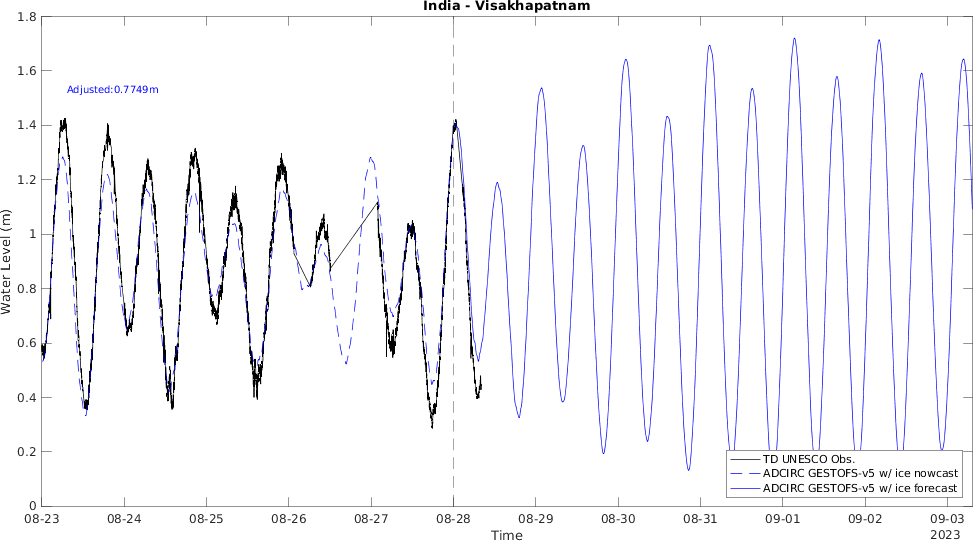 India - Visakhapatnam
1.8
1.6
1.4
1.2
1
0.8
0.6
0.4
0.2
0
Water Level (m)
Adjusted:0.7749m
TD UNESCO Obs.
ADCIRC GESTOFS-v5 w/ ice nowcast
ADCIRC GESTOFS-v5 w/ ice forecast
08-23 08-24 08-25 08-26 08-27 08-28 08-29 08-30 08-31 09-01 09-02 09-03
2023
Time